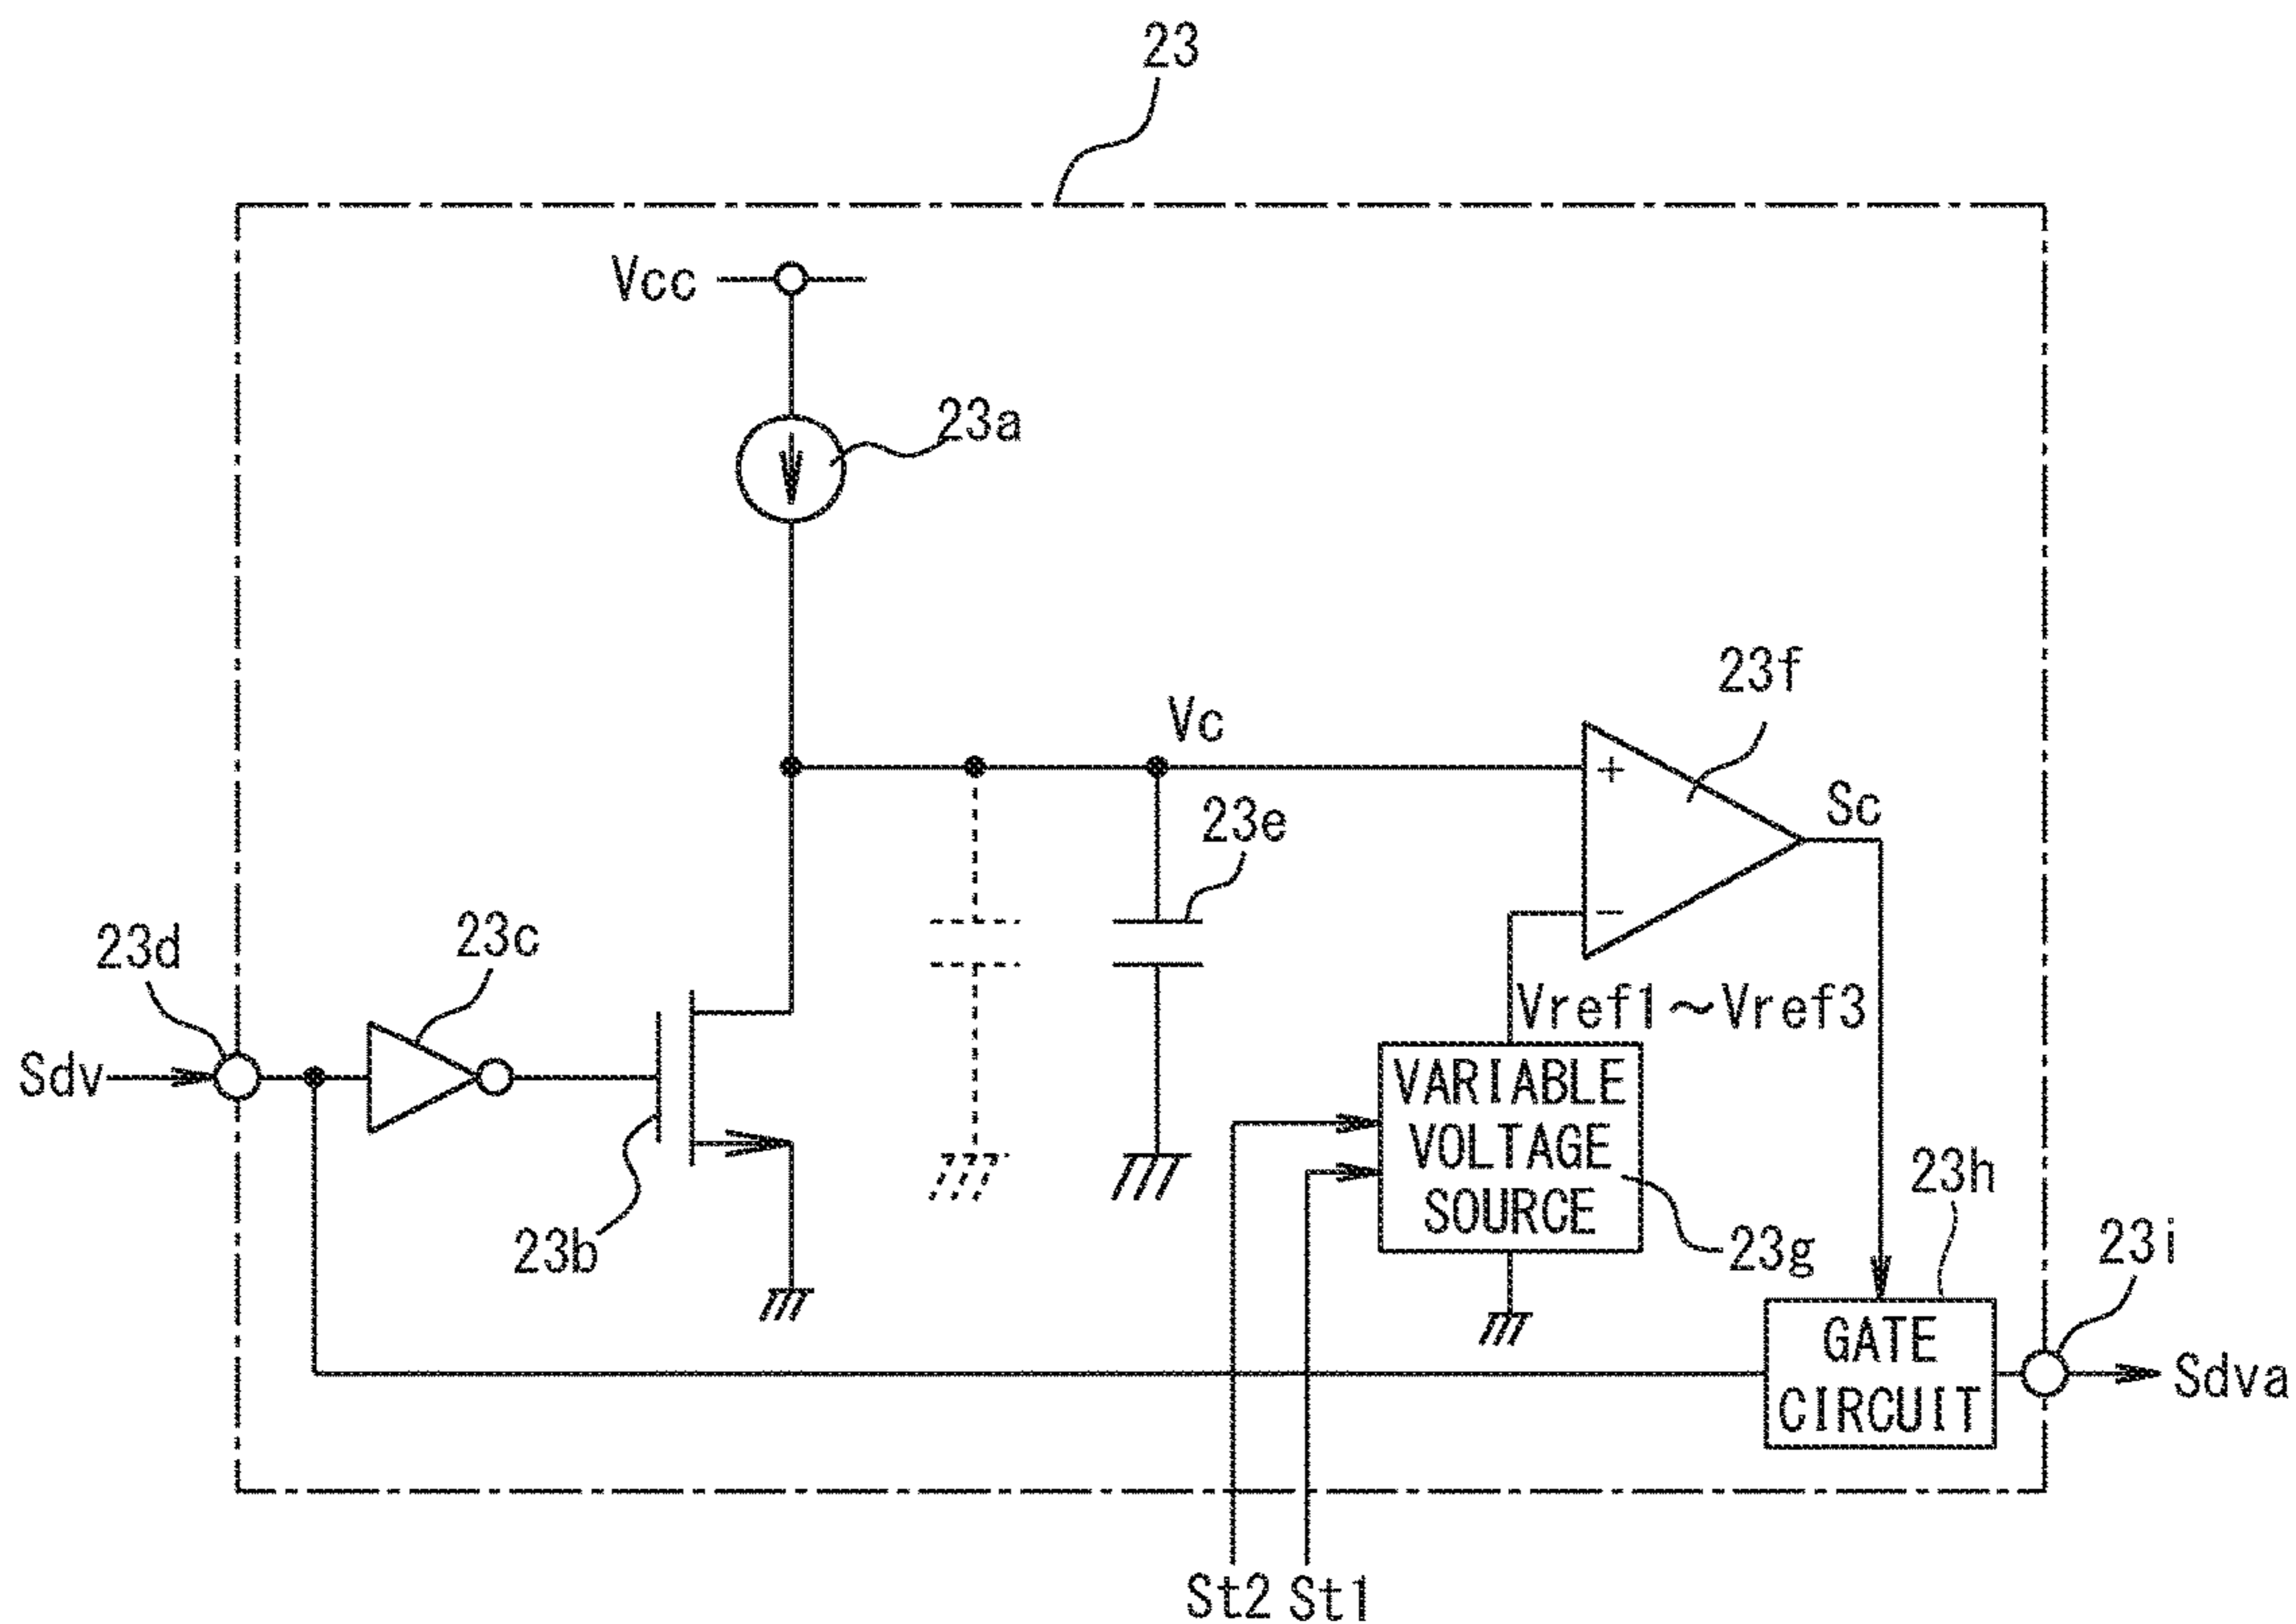 23
Vcc
23a
23f
Vc
Sc
23e
+
−
23d
23c
Vref1～Vref3
Sdv
VARIABLE
VOLTAGE
SOURCE
23b
23g
23h
23i
GATE
CIRCUIT
Sdva
St2 St1